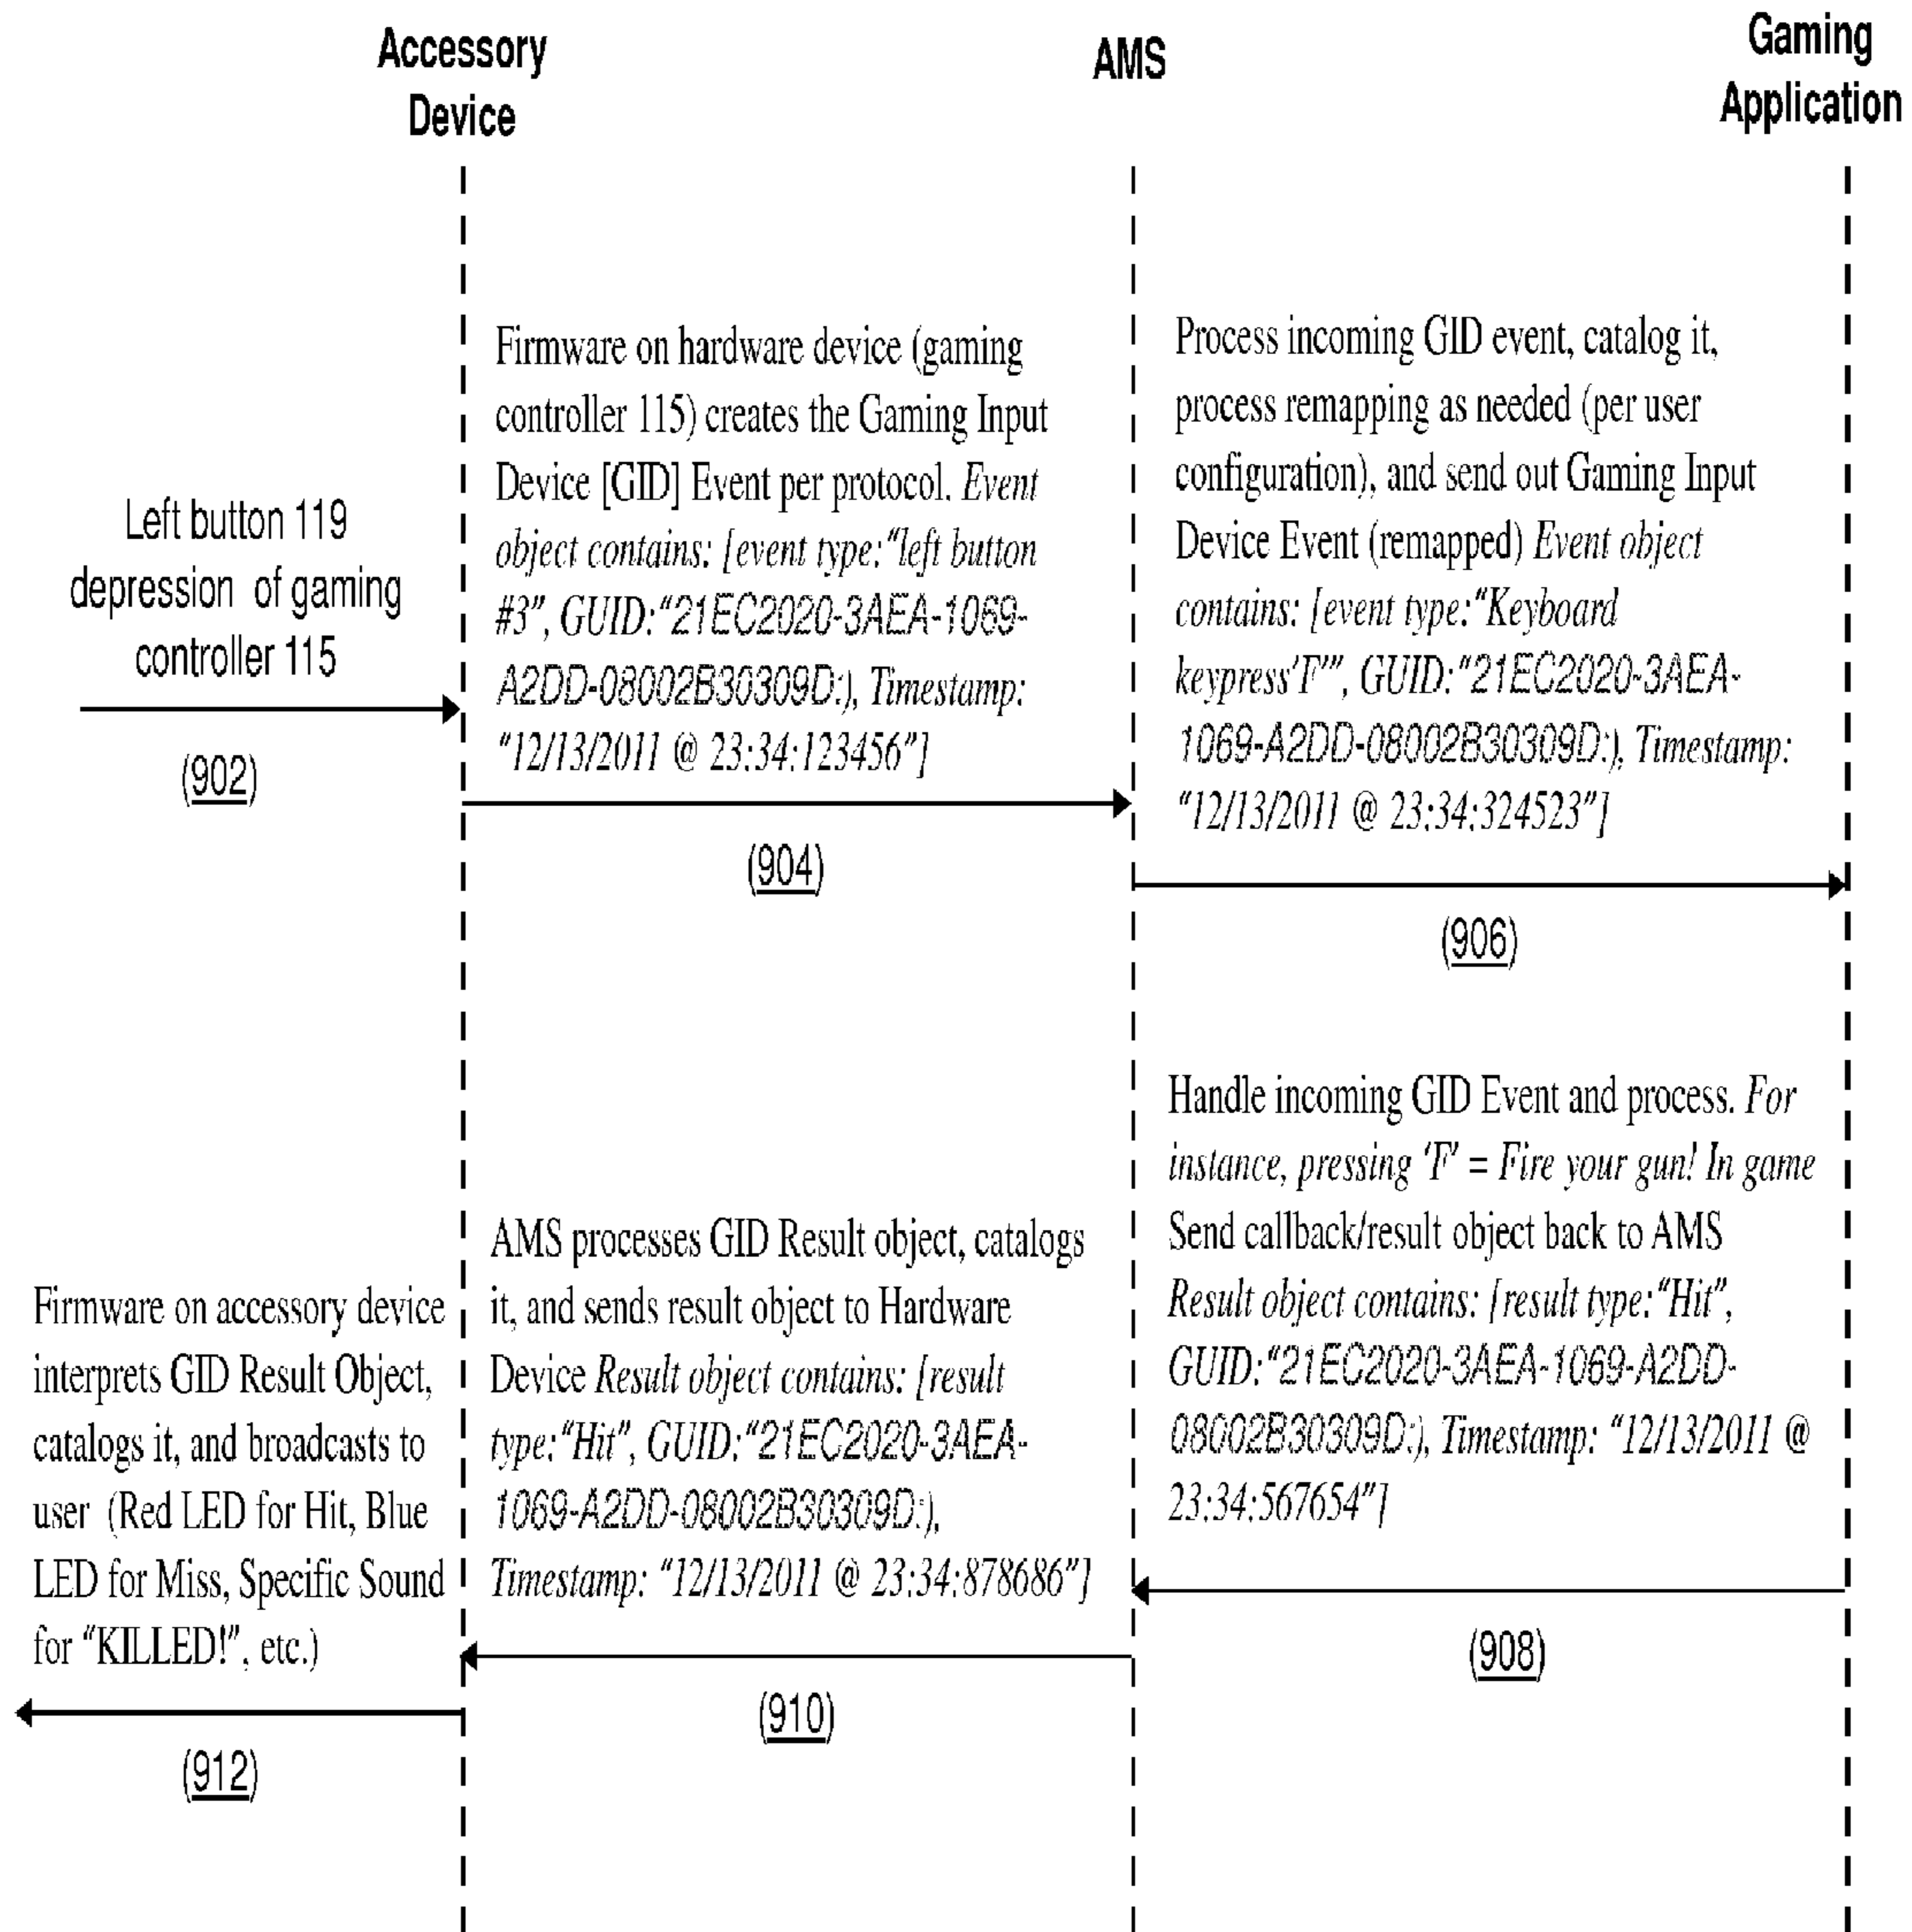 Accessory
Device
AMS
Gaming
Application
Left button 119
depression of gaming
controller 115
(902)
Firmware on hardware device (gaming
controller 115) creates the Gaming Input
Device [GID] Event per protocol. Event
object contains: [event type:"left button
#3", GUID:"21EC2020-3AEA-1069-
A2DD-08002B30309D:), Timestamp:
"12/13/2011 @ 23:34:123456"]
(904)
Process incoming GID event, catalog it,
process remapping as needed (per user
configuration), and send out Gaming Input
Device Event (remapped) Event object
contains: [event type:"Keyboard
keypress'F'", GUID:"21EC2020-3AEA-
1069-A2DD-08002B30309D:), Timestamp:
"12/13/2011 @ 23:34:324523"]
(906)
Handle incoming GID Event and process. For
instance, pressing 'F' = Fire your gun! In game
Send callback/result object back to AMS
Result object contains: [result type:"Hit",
GUID:"21EC2020-3AEA-1069-A2DD-
08002B30309D:), Timestamp: "12/13/2011 @
23:34:567654"]
(908)
AMS processes GID Result object, catalogs
it, and sends result object to Hardware
Device Result object contains: [result
type:"Hit", GUID:"21EC2020-3AEA-
1069-A2DD-08002B30309D:),
Timestamp: "12/13/2011 @ 23:34:878686"]
(910)
Firmware on accessory device
interprets GID Result Object,
catalogs it, and broadcasts to
user (Red LED for Hit, Blue
LED for Miss, Specific Sound
for "KILLED!", etc.)
(912)